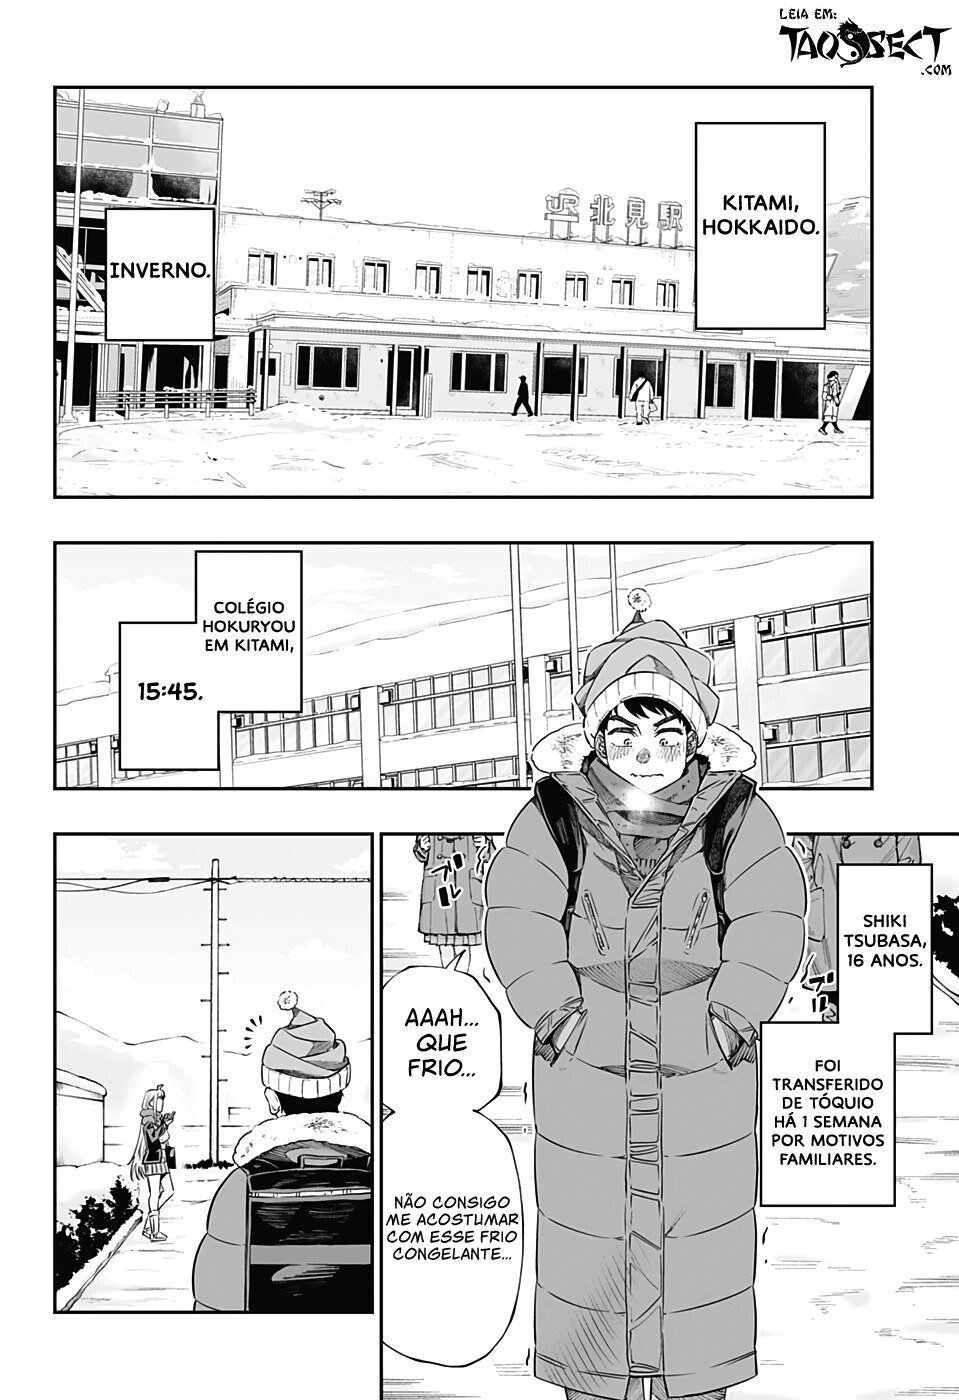 LEIA EM:
TAOSECT
.COM
KITAMI,
HOKKAIDO.
JR北見駅
INVERNO.
COLÉGIO
HOKURYOU
EM KITAMI,
15:45.
SHIKI
TSUBASA,
16 ANOS.
FOI
TRANSFERIDO
DE TÓQUIO
HÁ 1 SEMANA
POR MOTIVOS
FAMILIARES.
AAAH...
QUE
FRIO...
NÃO CONSIGO
ME ACOSTUMAR
COM ESSE FRIO
CONGELANTE...